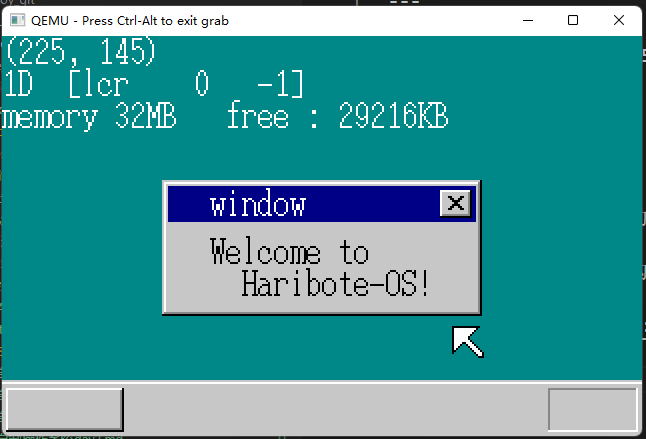 QEMU - Press Ctrl-Alt to exit grab
(225, 145)
1D [lcr 0 -1]
memory 32MB free : 29216KB
window
Welcome to
Haribote-OS!